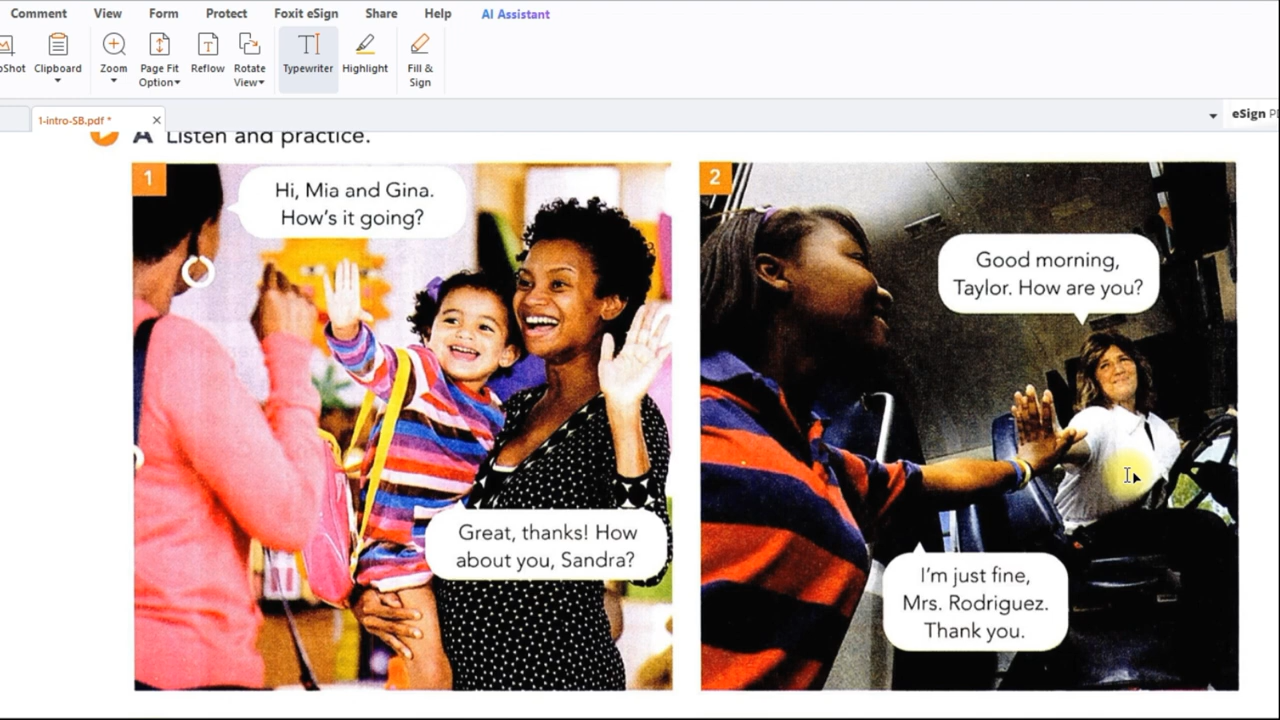 Comment View Form Protect Foxit eSign Share Help AI Assistant
Clipboard Zoom Page Fit Option Reflow Rotate View Typewriter Highlight Fill & Sign
1-intro-SB.pdf *
eSign
A Listen and practice.
1
Hi, Mia and Gina.
How's it going?
Great, thanks! How
about you, Sandra?
2
Good morning,
Taylor. How are you?
I'm just fine,
Mrs. Rodriguez.
Thank you.